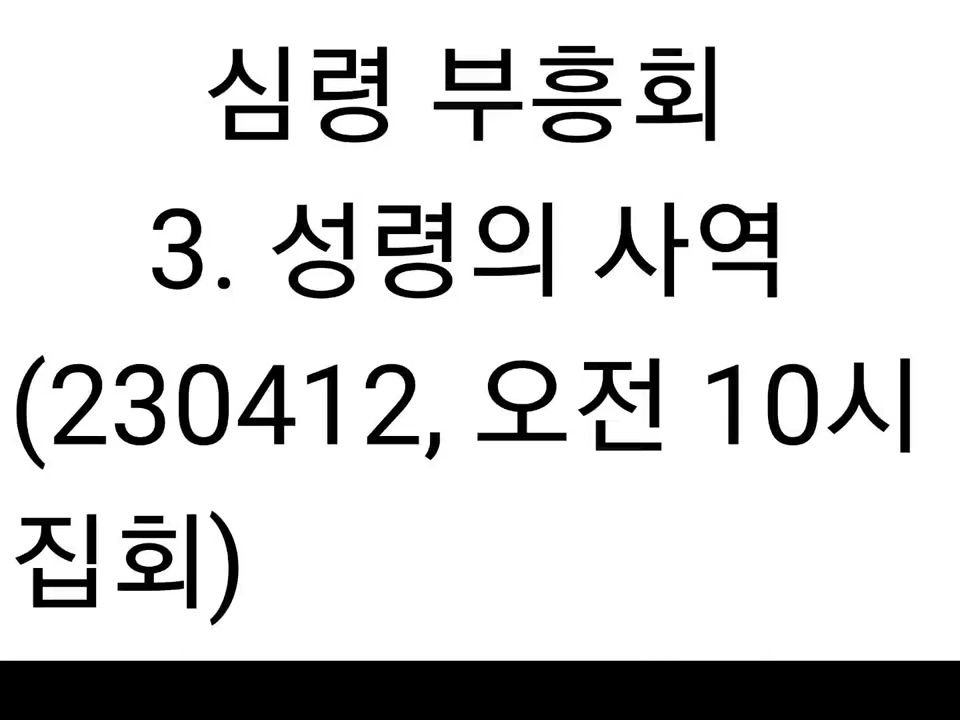 심령 부흥회
3. 성령의 사역
(230412, 오전 10시
집회)